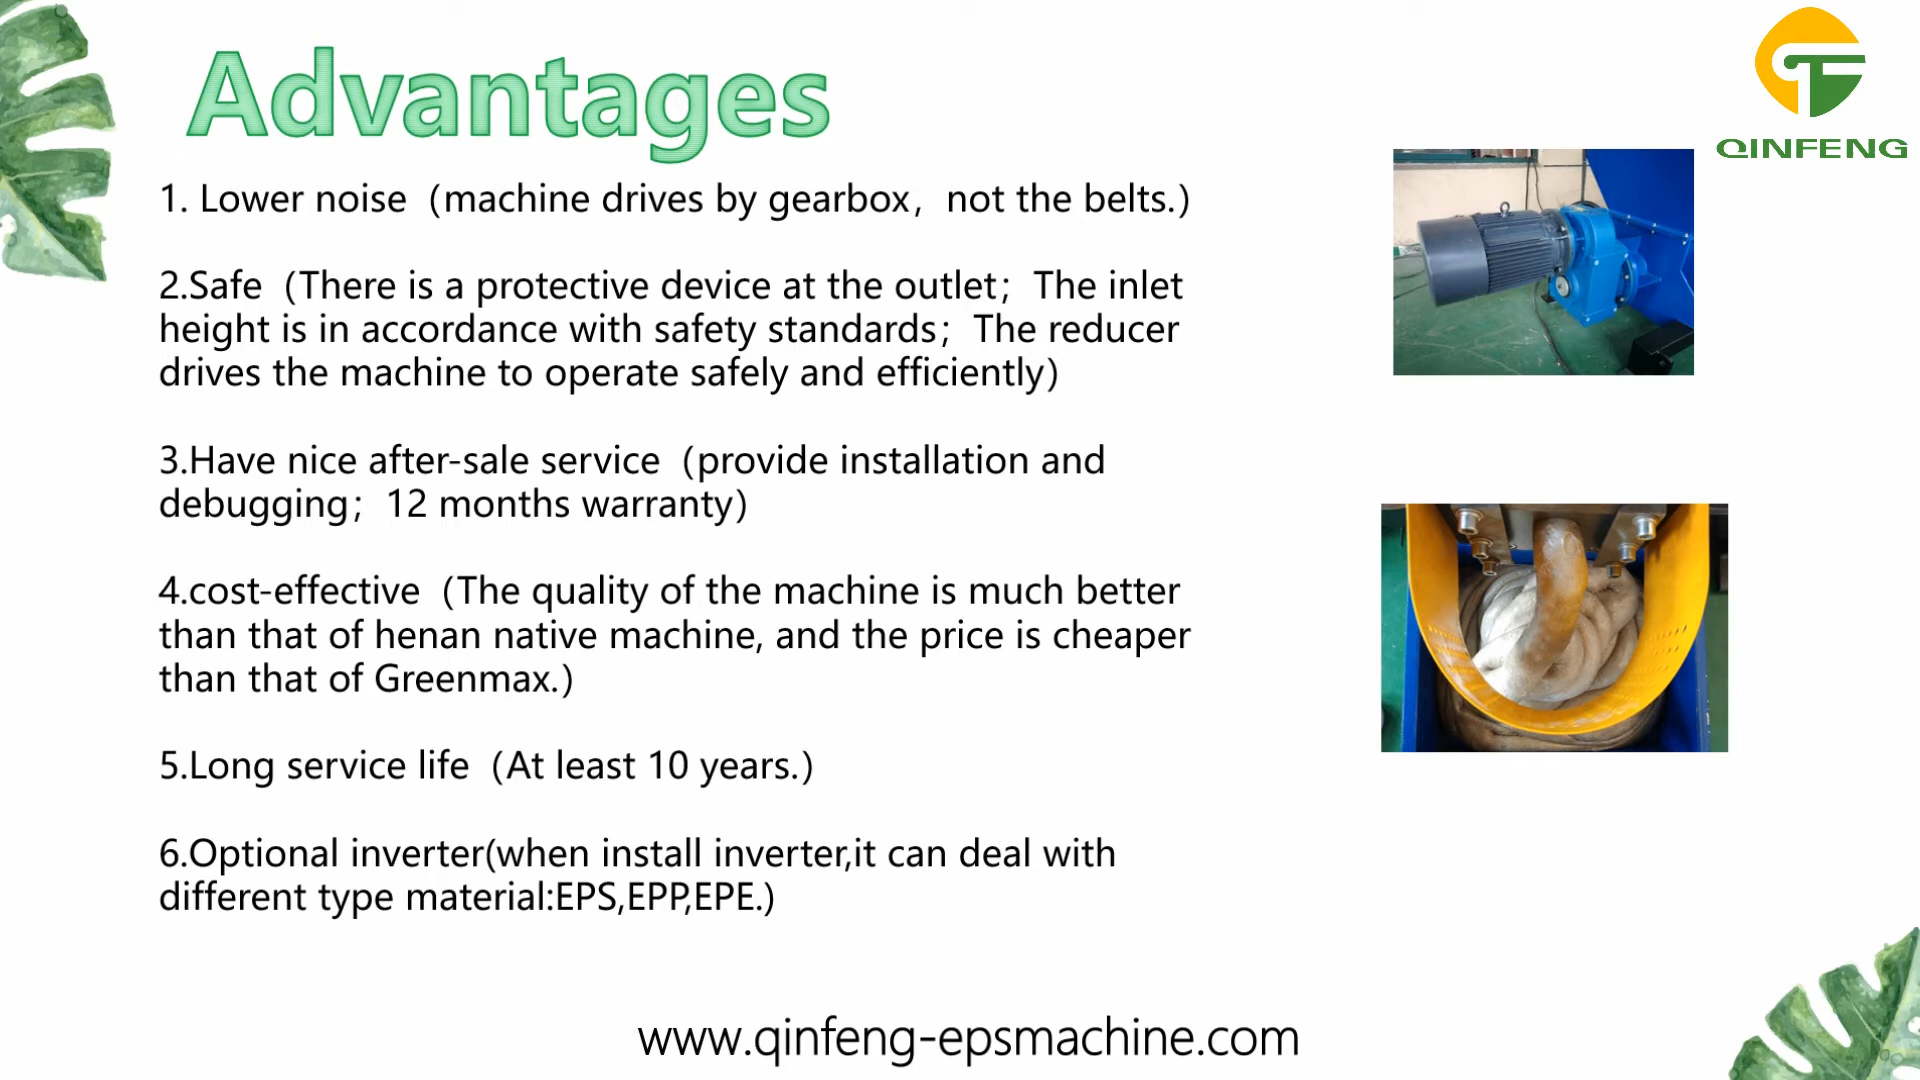 Advantages
QINFENG
1. Lower noise（machine drives by gearbox，not the belts.）
2.Safe（There is a protective device at the outlet；The inlet
height is in accordance with safety standards；The reducer
drives the machine to operate safely and efficiently）
3.Have nice after-sale service（provide installation and
debugging；12 months warranty）
4.cost-effective（The quality of the machine is much better
than that of henan native machine, and the price is cheaper
than that of Greenmax.）
5.Long service life（At least 10 years.）
6.Optional inverter(when install inverter,it can deal with
different type material:EPS,EPP,EPE.)
www.qinfeng-epsmachine.com